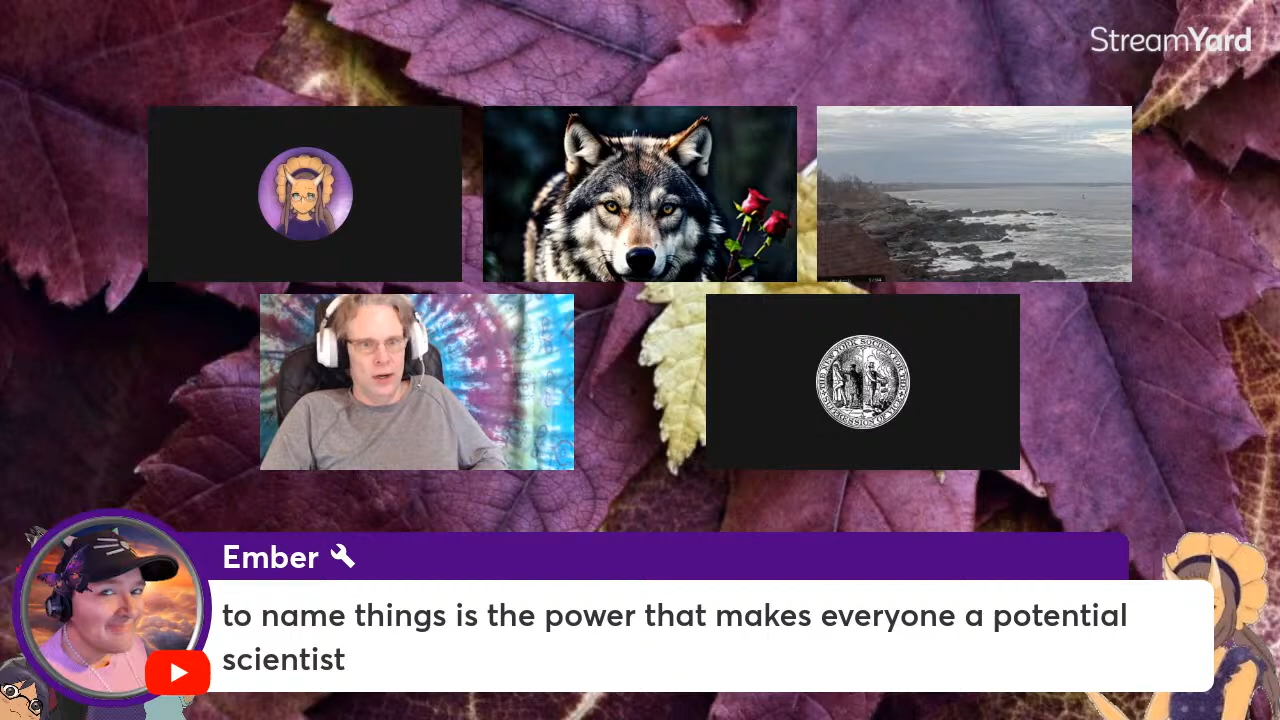 StreamYard
Ember
to name things is the power that makes everyone a potential
scientist